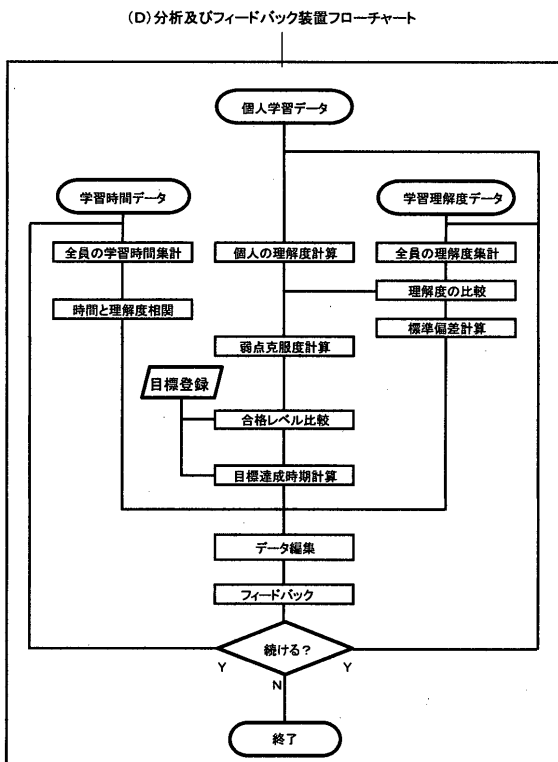 (D)分析及びフィードバック装置フローチャート
個人学習データ
学習時間データ
学習理解度データ
全員の学習時間集計
個人の理解度計算
全員の理解度集計
理解度の比較
時間と理解度相関
標準偏差計算
弱点克服度計算
目標登録
合格レベル比較
目標達成時期計算
データ編集
フィードバック
続ける?
Y
Y
N
終了